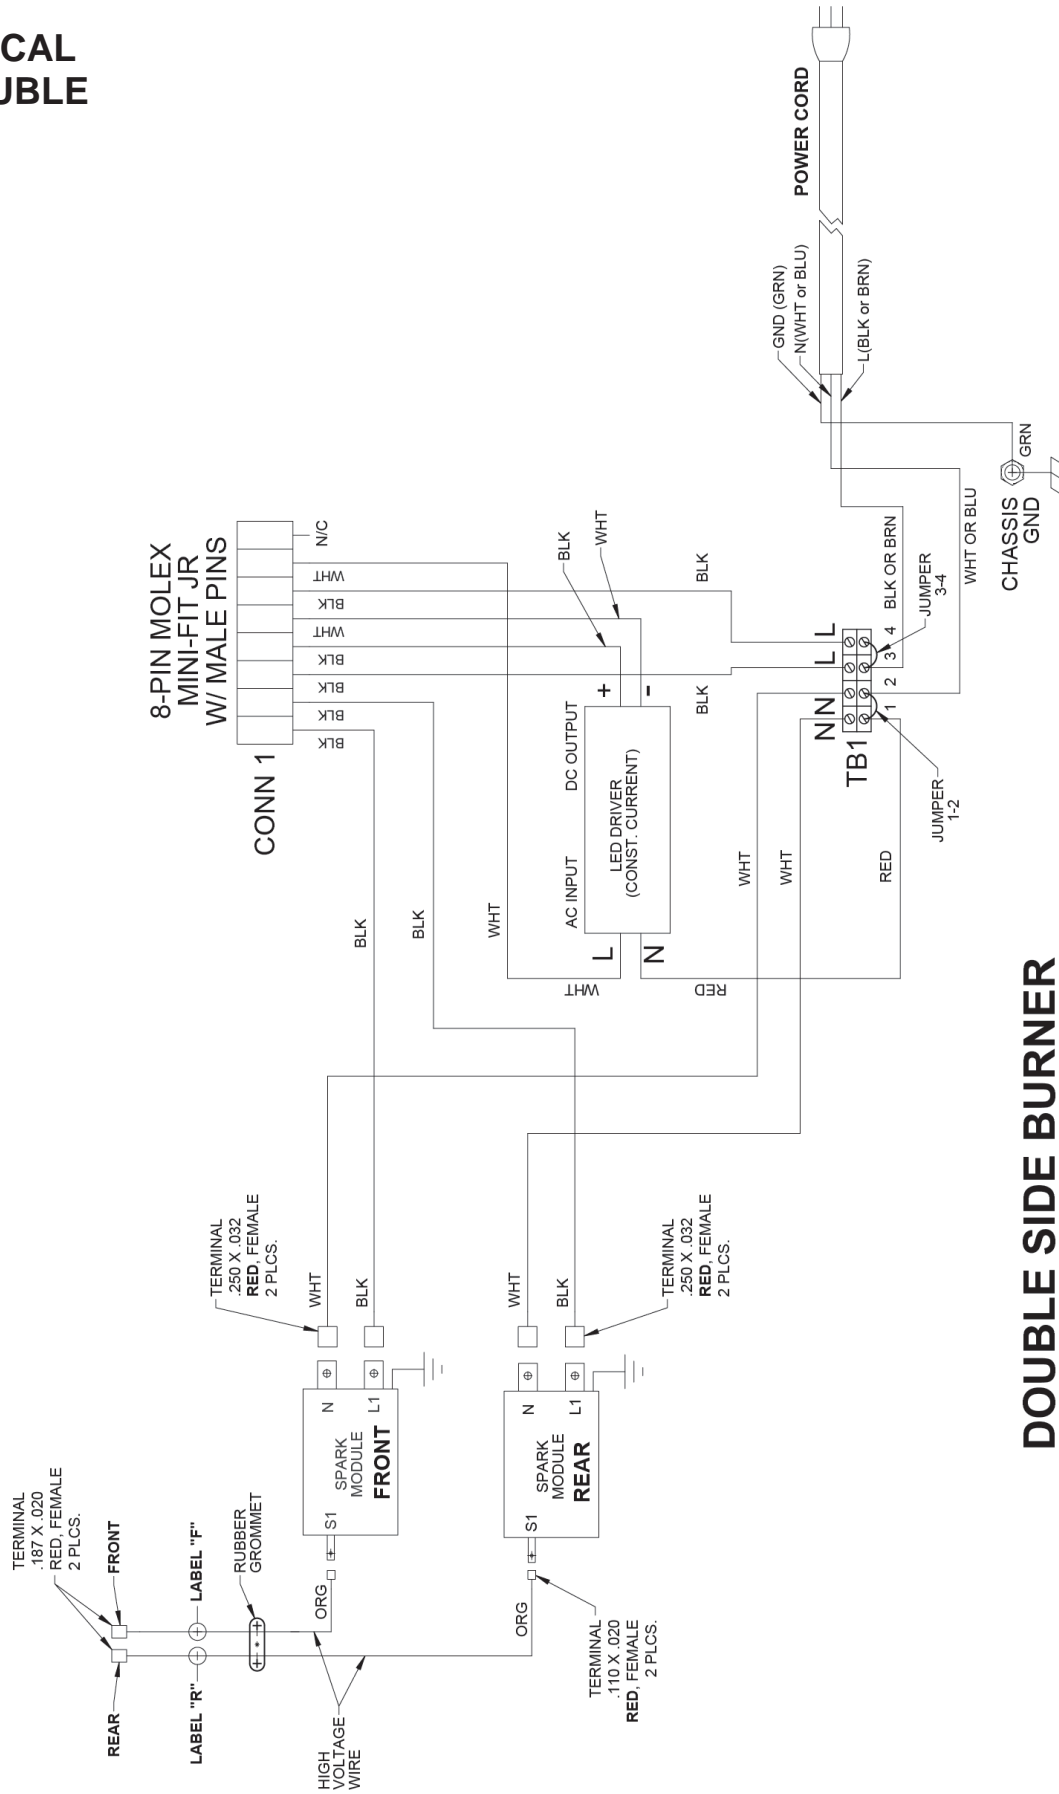 CAL
UBLE
POWER CORD
GND (GRN)
N(WHT or BLU)
L(BLK or BRN)
GRN
CHASSIS
GND
WHT OR BLU
BLK OR BRN
JUMPER
3-4
8-PIN MOLEX
MINI-FIT JR
W/ MALE PINS
CONN 1
N/C
WHT
BLK
WHT
BLK
BLK
BLK
BLK
BLK
WHT
BLK
BLK
+
-
DC OUTPUT
AC INPUT
LED DRIVER
(CONST. CURRENT)
L
N
WHT
RED
N N L L
1 2 3 4
TB1
JUMPER
1-2
BLK
BLK
WHT
WHT
WHT
RED
TERMINAL
.250 X .032
RED, FEMALE
2 PLCS.
WHT
BLK
WHT
BLK
TERMINAL
.250 X .032
RED, FEMALE
2 PLCS.
N
L1
SPARK
MODULE
FRONT
S1
N
L1
SPARK
MODULE
REAR
S1
TERMINAL
.187 X .020
RED, FEMALE
2 PLCS.
FRONT
REAR
LABEL "F"
LABEL "R"
RUBBER
GROMMET
ORG
ORG
HIGH
VOLTAGE
WIRE
TERMINAL
.110 X .020
RED, FEMALE
2 PLCS.
DOUBLE SIDE BURNER